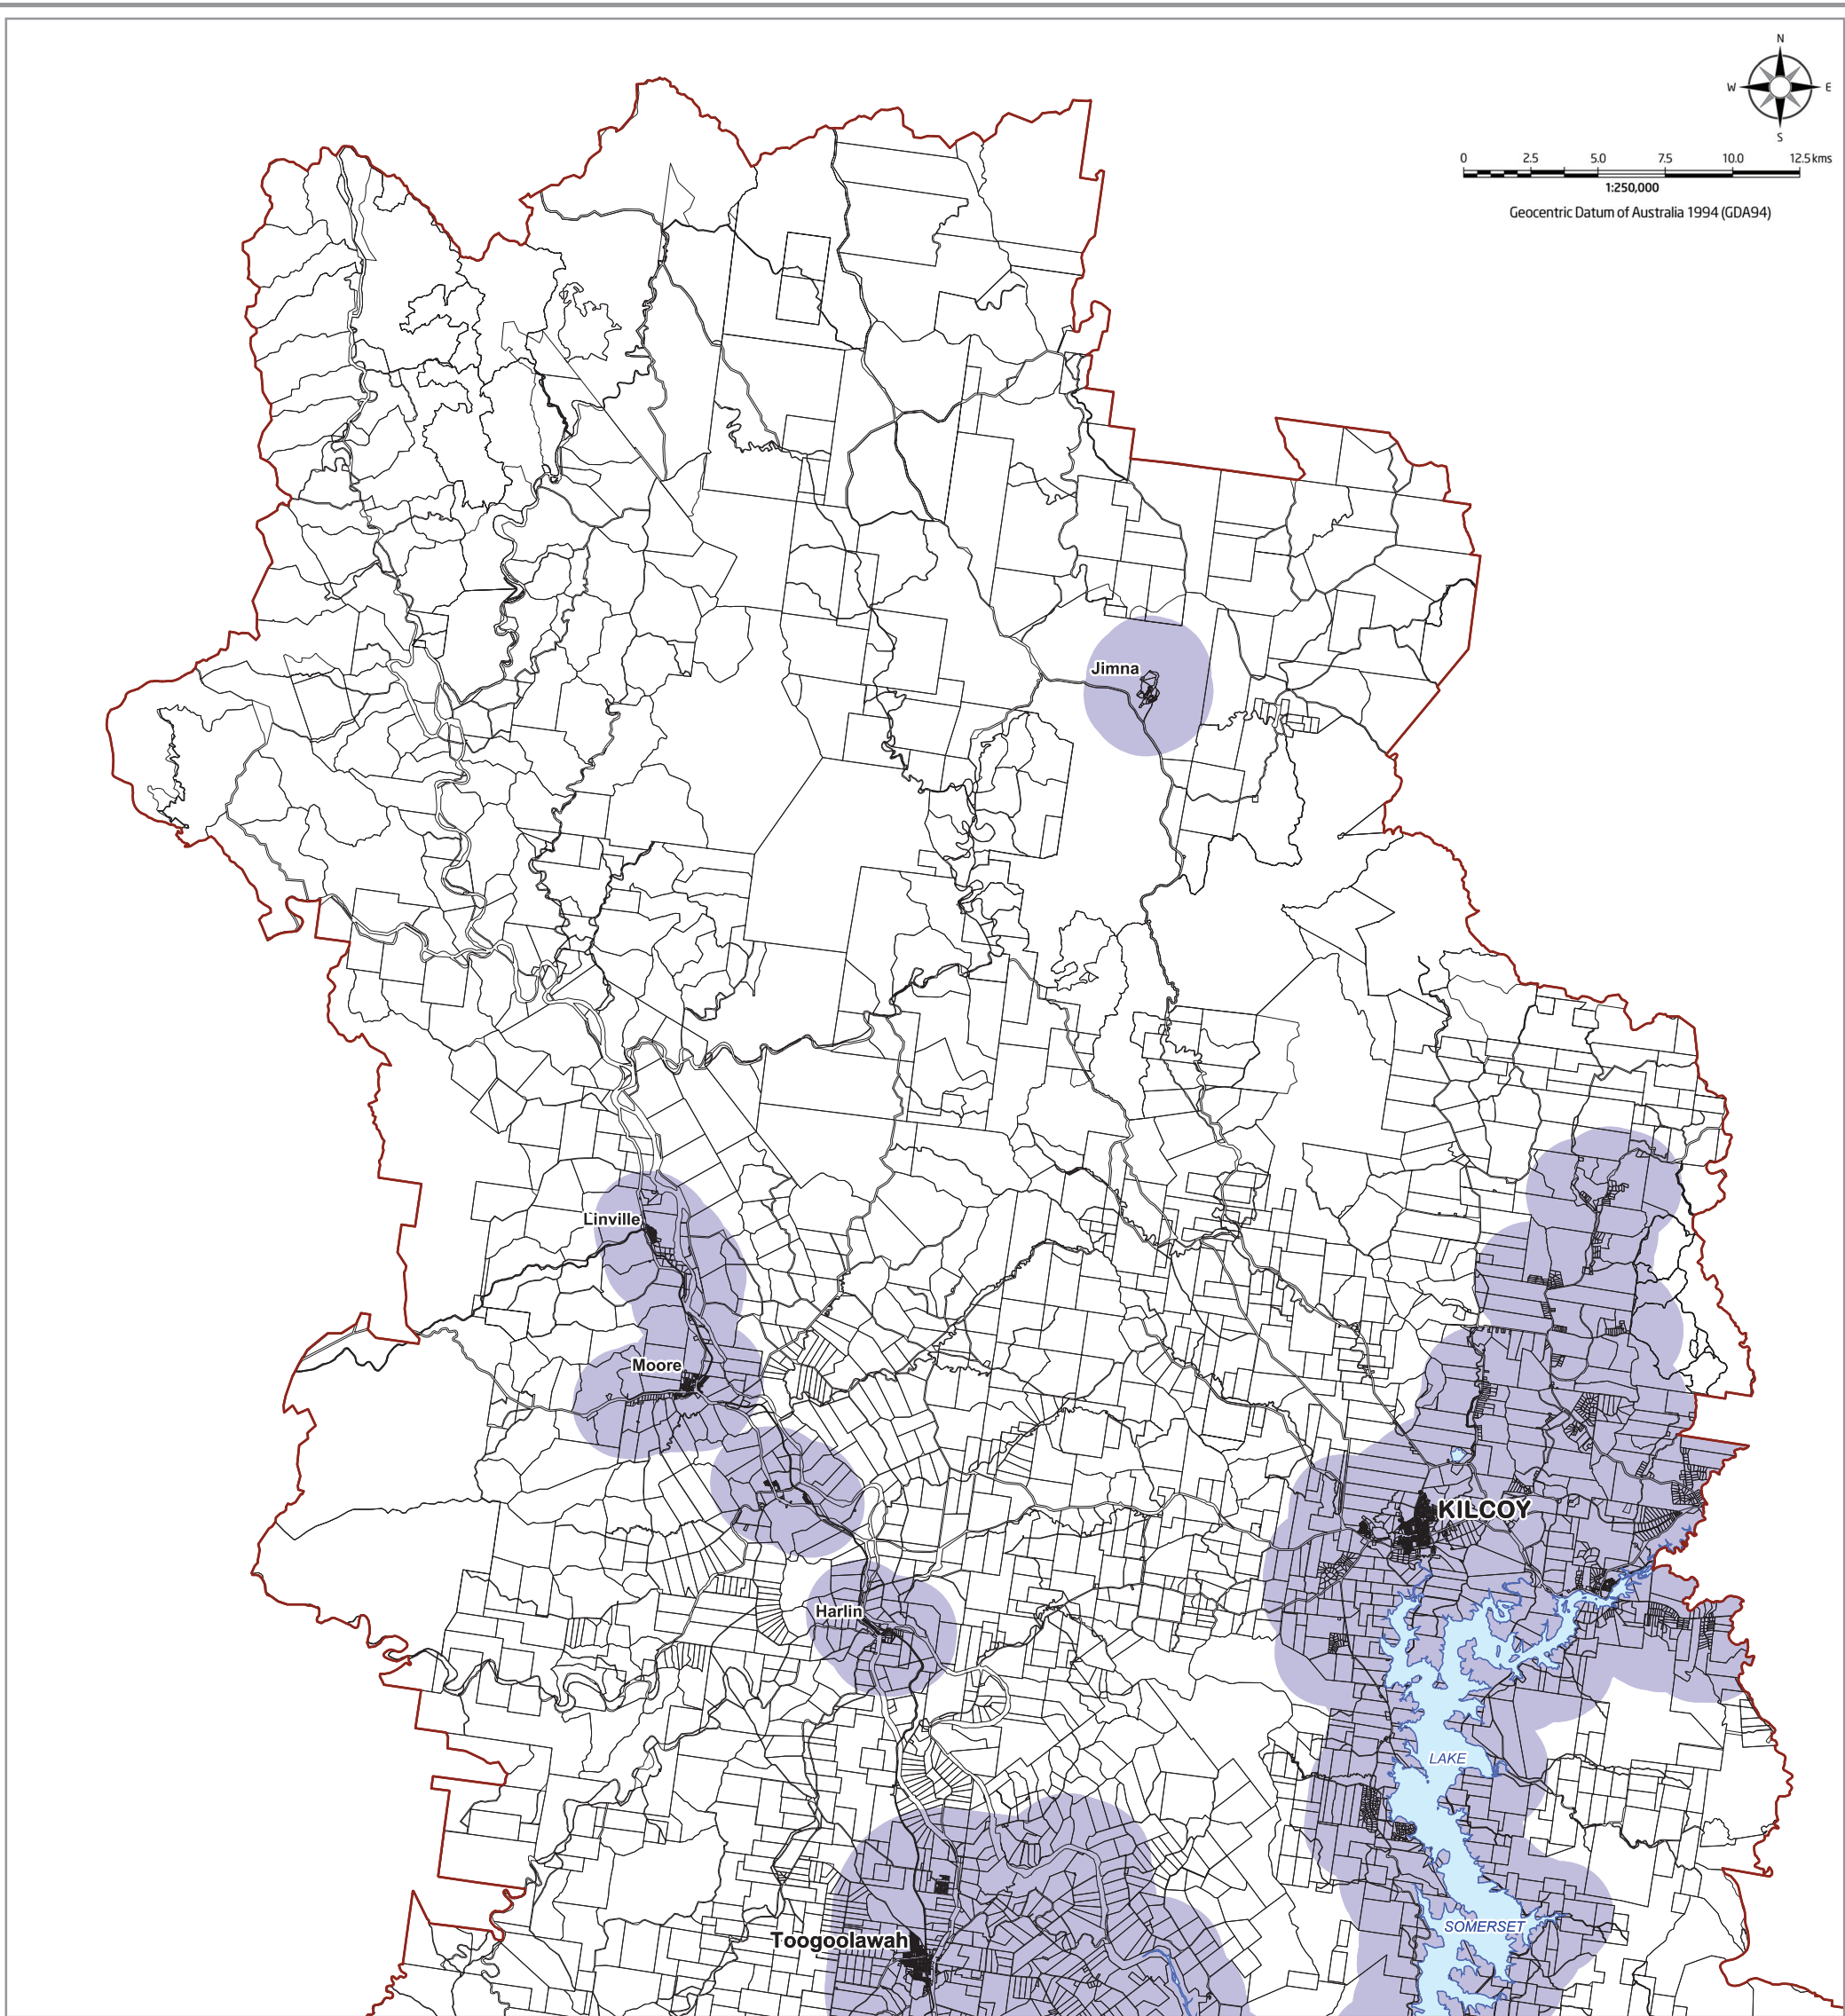 N
W E
S
0 2.5 5.0 7.5 10.0 12.5 kms
1:250,000
Geocentric Datum of Australia 1994 (GDA94)
Jimna
Linville
Moore
KILCOY
Harlin
LAKE
SOMERSET
Toogoolawah